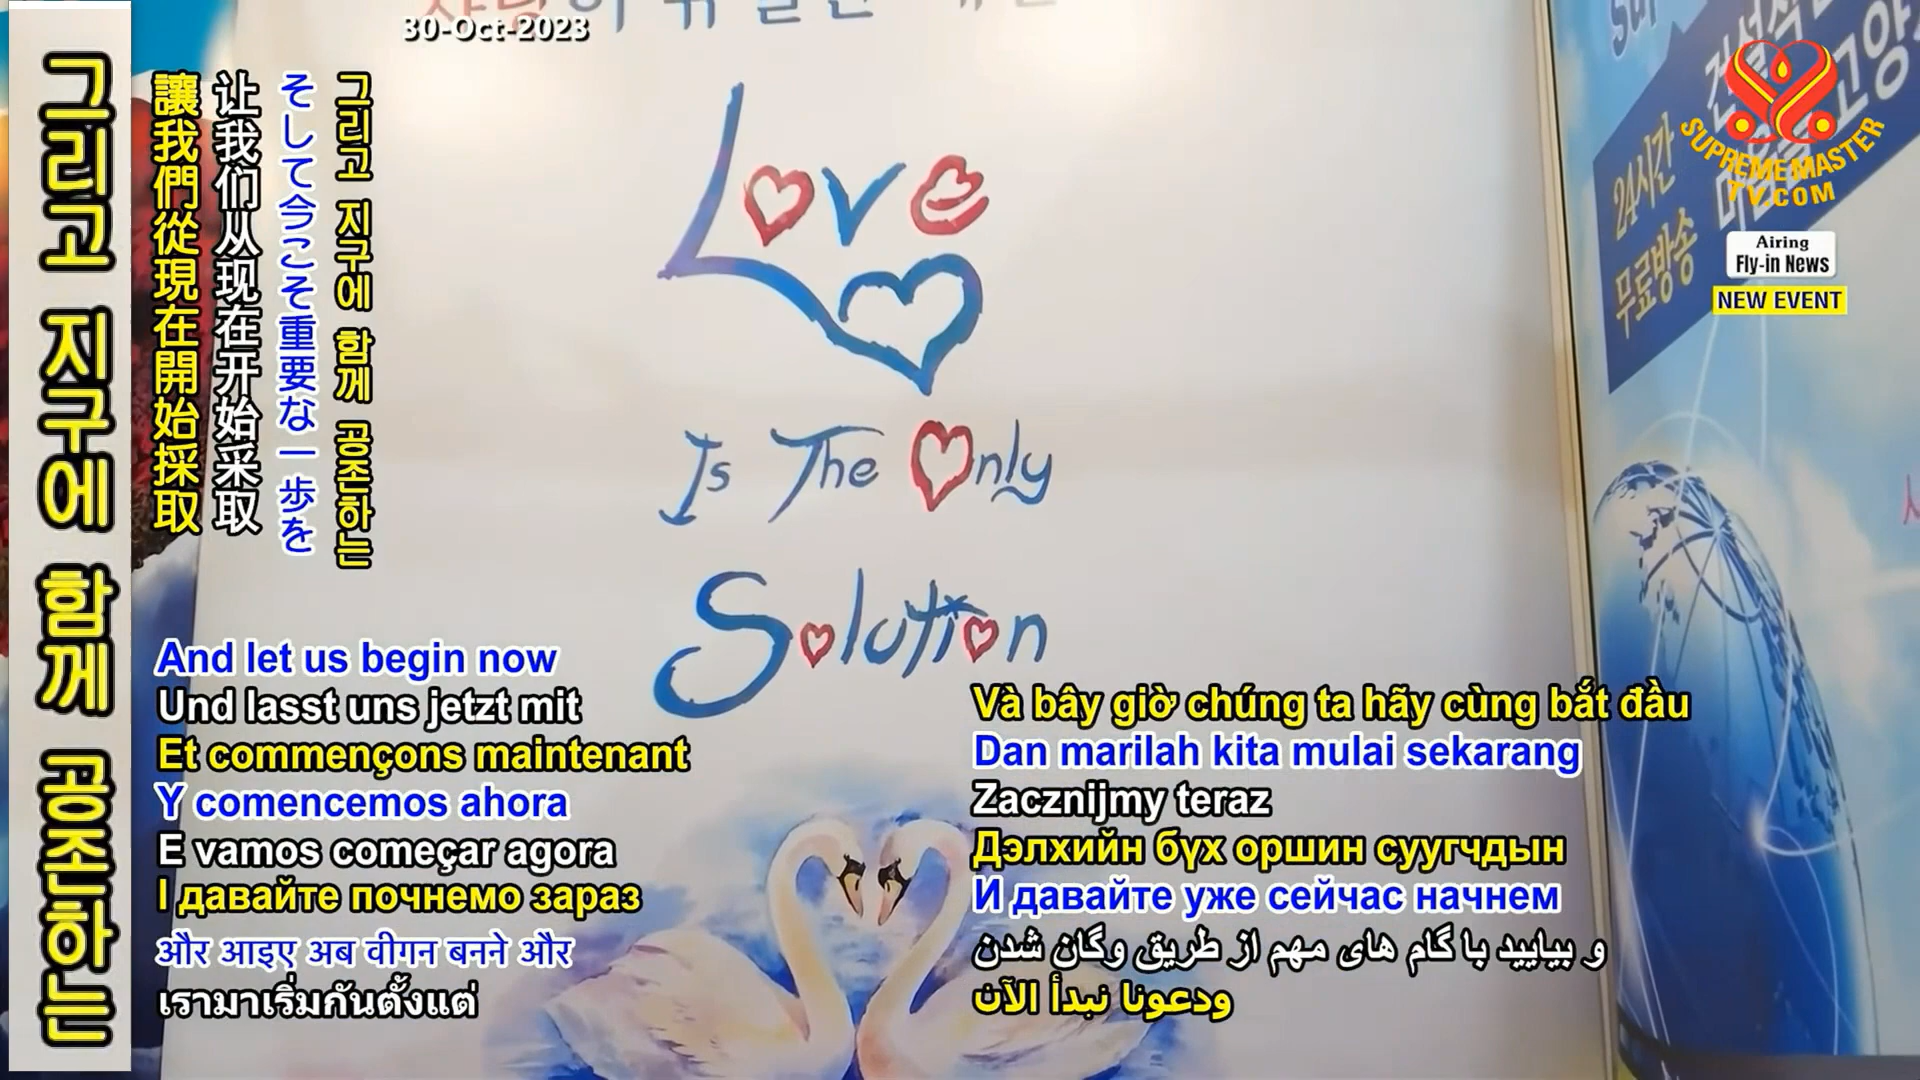 30-Oct-2023
그리고 지구에 함께 공존하는
讓我們從現在開始採取
让我们从现在开始采取
そして今こそ重要な一歩を
그리고 지구에 함께 공존하는
Love
Is The Only
Solution
24시간
무료방송
SUPREME MASTER
TV.COM
Airing
Fly-in News
NEW EVENT
And let us begin now
Und lasst uns jetzt mit
Et commençons maintenant
Y comencemos ahora
E vamos começar agora
І давайте почнемо зараз
और आइए अब वीगन बनने और
เรามาเริ่มกันตั้งแต่
Và bây giờ chúng ta hãy cùng bắt đầu
Dan marilah kita mulai sekarang
Zacznijmy teraz
Дэлхийн бүх оршин суугчдын
И давайте уже сейчас начнем
و بیایید با گام های مهم از طریق وگان شدن
ودعونا نبدأ الآن